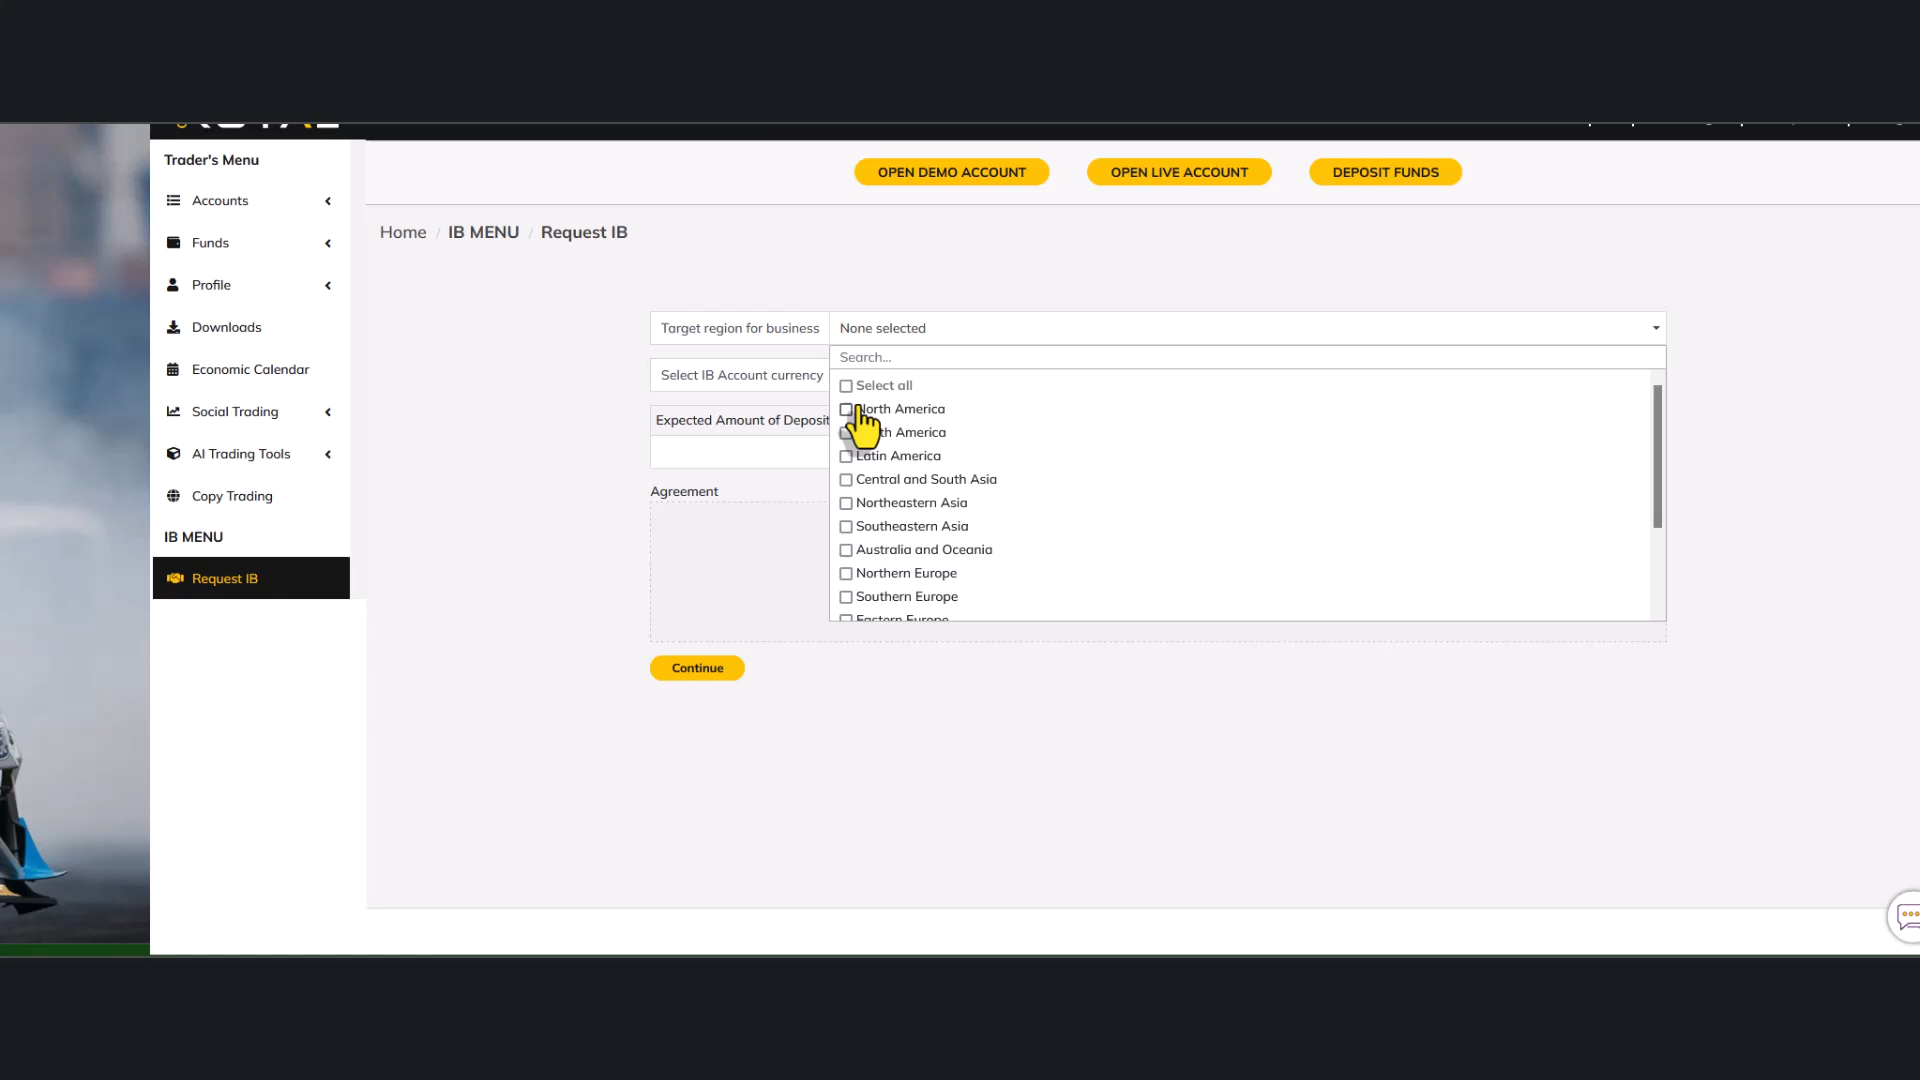 Trader's Menu
Accounts
Funds
Profile
Downloads
Economic Calendar
Social Trading
AI Trading Tools
Copy Trading
IB MENU
Request IB
OPEN DEMO ACCOUNT
OPEN LIVE ACCOUNT
DEPOSIT FUNDS
Home / IB MENU / Request IB
Target region for business
None selected
Search...
Select IB Account currency
Select all
North America
America
Latin America
Central and South Asia
Northeastern Asia
Southeastern Asia
Australia and Oceania
Northern Europe
Southern Europe
Eastern Europe
Expected Amount of Deposit
Agreement
Continue